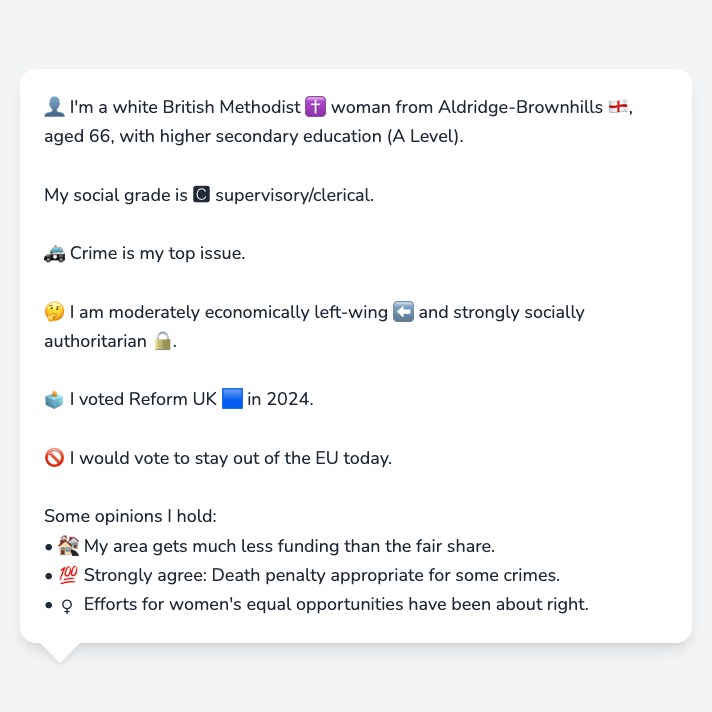 👤 I'm a white British Methodist ✝️ woman from Aldridge-Brownhills 🏴󠁧󠁢󠁥󠁮󠁧󠁿,
aged 66, with higher secondary education (A Level).
My social grade is 🅲 supervisory/clerical.
🚓 Crime is my top issue.
🤔 I am moderately economically left-wing ⬅️ and strongly socially
authoritarian 🔒.
🗳️ I voted Reform UK 🟦 in 2024.
🚫 I would vote to stay out of the EU today.
Some opinions I hold:
• 🏘️ My area gets much less funding than the fair share.
• 💯 Strongly agree: Death penalty appropriate for some crimes.
• ♀ Efforts for women's equal opportunities have been about right.